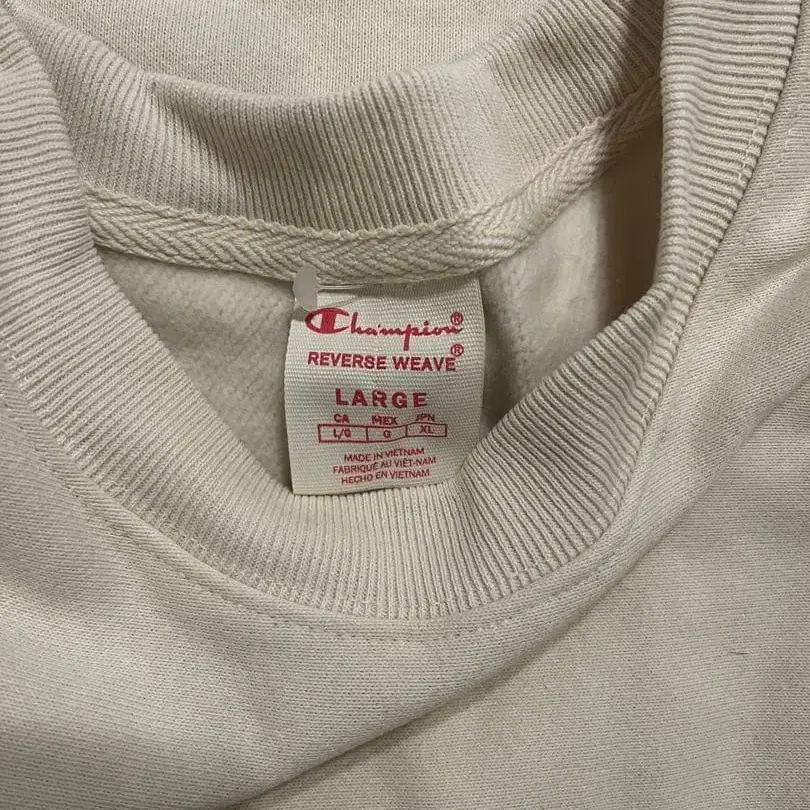 Champion®
REVERSE WEAVE®
LARGE
CA MEX JPN
L/G G XL
MADE IN VIETNAM
FABRIQUÉ AU VIÊT-NAM
HECHO EN VIETNAM